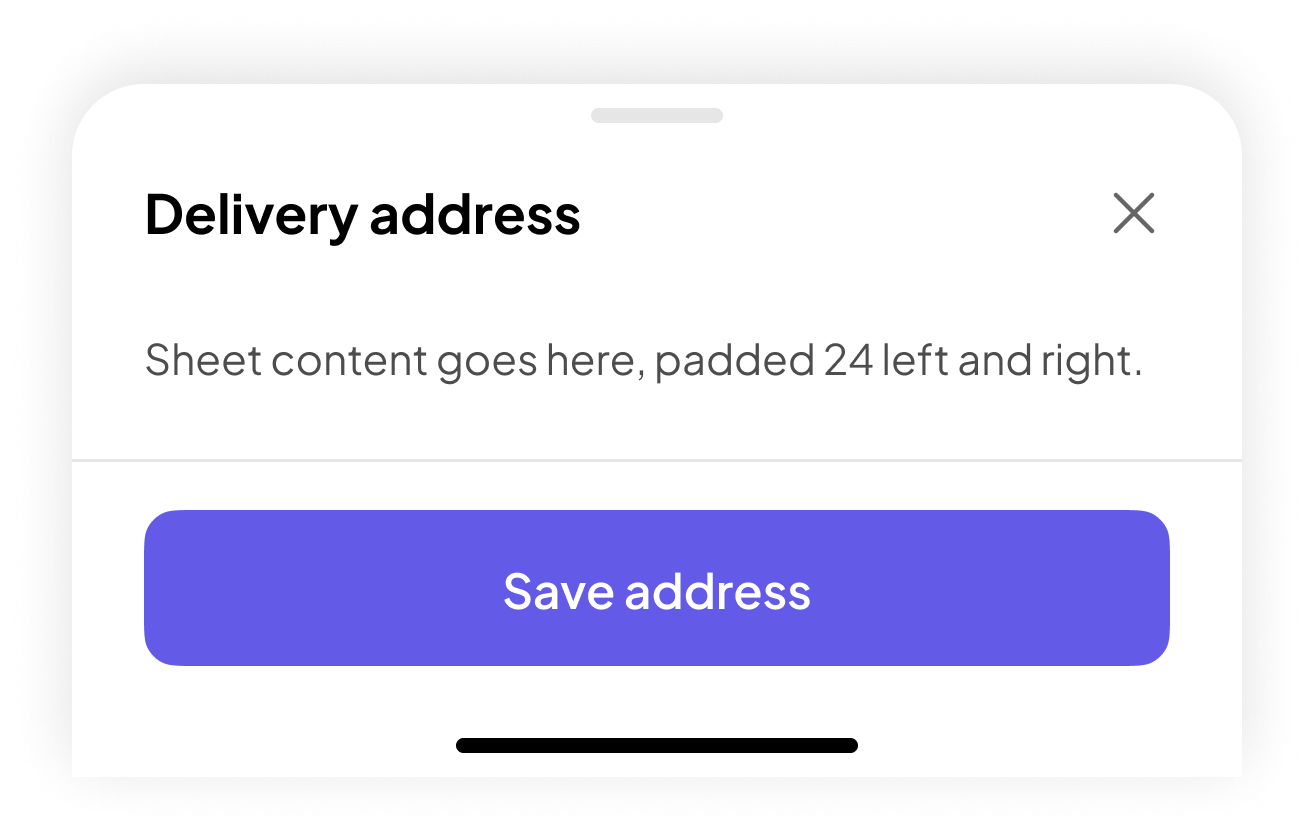 Delivery address
Sheet content goes here, padded 24 left and right.
Save address